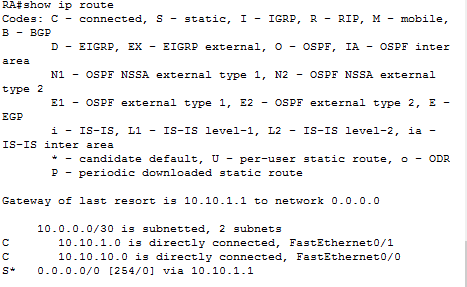 RA#show ip route
Codes: C - connected, S - static, I - IGRP, R - RIP, M - mobile,
B - BGP
D - EIGRP, EX - EIGRP external, O - OSPF, IA - OSPF inter
area
N1 - OSPF NSSA external type 1, N2 - OSPF NSSA external
type 2
E1 - OSPF external type 1, E2 - OSPF external type 2, E -
EGP
i - IS-IS, L1 - IS-IS level-1, L2 - IS-IS level-2, ia -
IS-IS inter area
* - candidate default, U - per-user static route, o - ODR
P - periodic downloaded static route
Gateway of last resort is 10.10.1.1 to network 0.0.0.0
10.0.0.0/30 is subnetted, 2 subnets
C 10.10.1.0 is directly connected, FastEthernet0/1
C 10.10.10.0 is directly connected, FastEthernet0/0
S* 0.0.0.0/0 [254/0] via 10.10.1.1